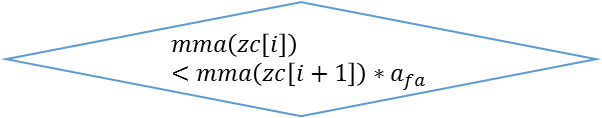 mma(zc[i])
< mma(zc[i + 1]) ∗ a_fa